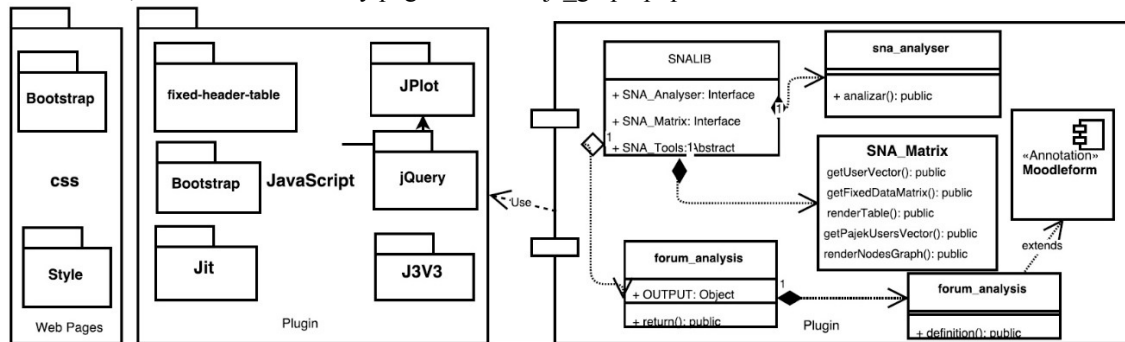 Bootstrap
css
Style
Web Pages
fixed-header-table
JPlot
Bootstrap
JavaScript
jQuery
Jit
J3V3
Plugin
Use
SNALIB
+ SNA_Analyser: Interface
+ SNA_Matrix: Interface
+ SNA_Tools: Abstract
1
1
1
sna_analyser
+ analizar(): public
SNA_Matrix
getUserVector(): public
getFixedDataMatrix(): public
renderTable(): public
getPajekUsersVector(): public
renderNodesGraph(): public
«Annotation»
Moodleform
extends
forum_analysis
+ OUTPUT: Object
+ return(): public
1
Plugin
forum_analysis
+ definition(): public